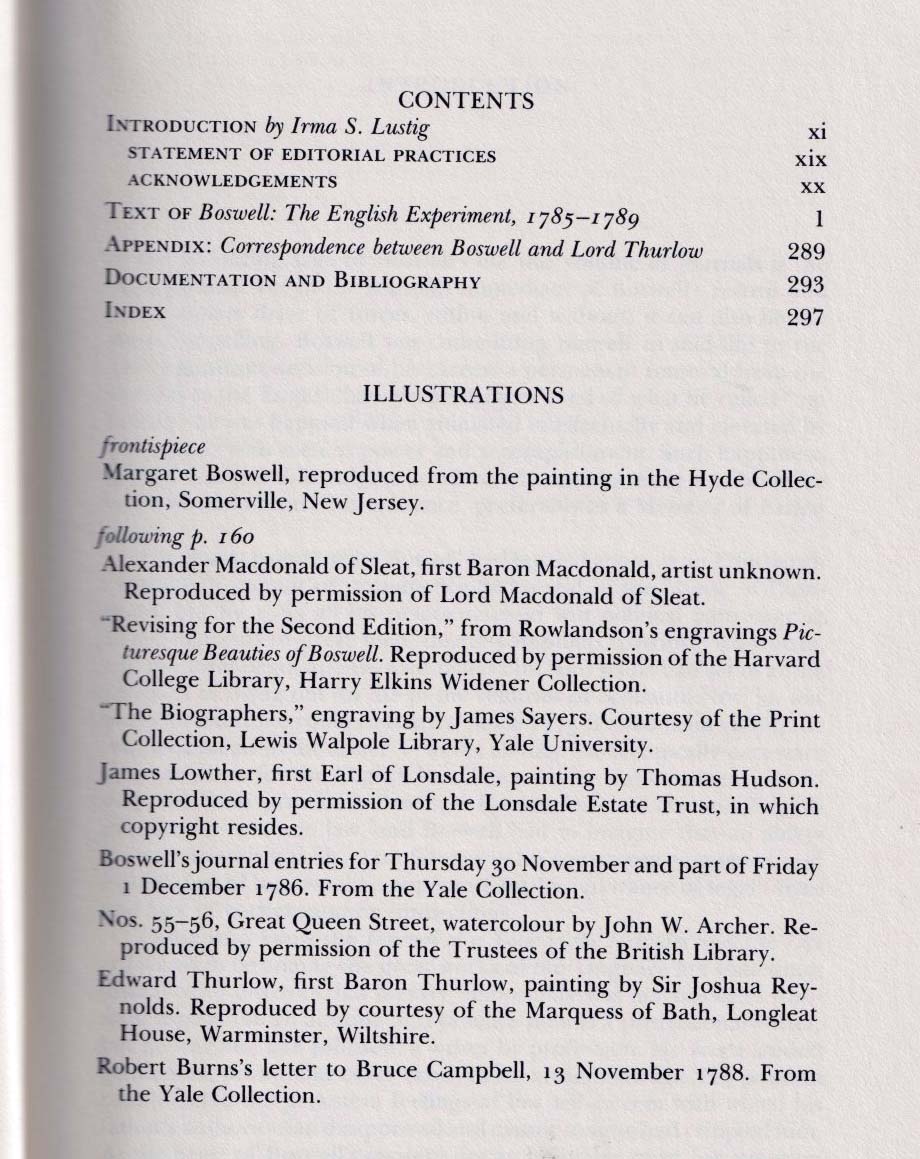 CONTENTS
INTRODUCTION by Irma S. Lustig xi
STATEMENT OF EDITORIAL PRACTICES xix
ACKNOWLEDGEMENTS xx
TEXT OF Boswell: The English Experiment, 1785–1789 1
APPENDIX: Correspondence between Boswell and Lord Thurlow 289
DOCUMENTATION AND BIBLIOGRAPHY 293
INDEX 297
ILLUSTRATIONS
frontispiece
Margaret Boswell, reproduced from the painting in the Hyde Collec-
tion, Somerville, New Jersey.
following p. 160
Alexander Macdonald of Sleat, first Baron Macdonald, artist unknown.
Reproduced by permission of Lord Macdonald of Sleat.
“Revising for the Second Edition,” from Rowlandson’s engravings Pic-
turesque Beauties of Boswell. Reproduced by permission of the Harvard
College Library, Harry Elkins Widener Collection.
“The Biographers,” engraving by James Sayers. Courtesy of the Print
Collection, Lewis Walpole Library, Yale University.
James Lowther, first Earl of Lonsdale, painting by Thomas Hudson.
Reproduced by permission of the Lonsdale Estate Trust, in which
copyright resides.
Boswell’s journal entries for Thursday 30 November and part of Friday
1 December 1786. From the Yale Collection.
Nos. 55–56, Great Queen Street, watercolour by John W. Archer. Re-
produced by permission of the Trustees of the British Library.
Edward Thurlow, first Baron Thurlow, painting by Sir Joshua Rey-
nolds. Reproduced by courtesy of the Marquess of Bath, Longleat
House, Warminster, Wiltshire.
Robert Burns’s letter to Bruce Campbell, 13 November 1788. From
the Yale Collection.